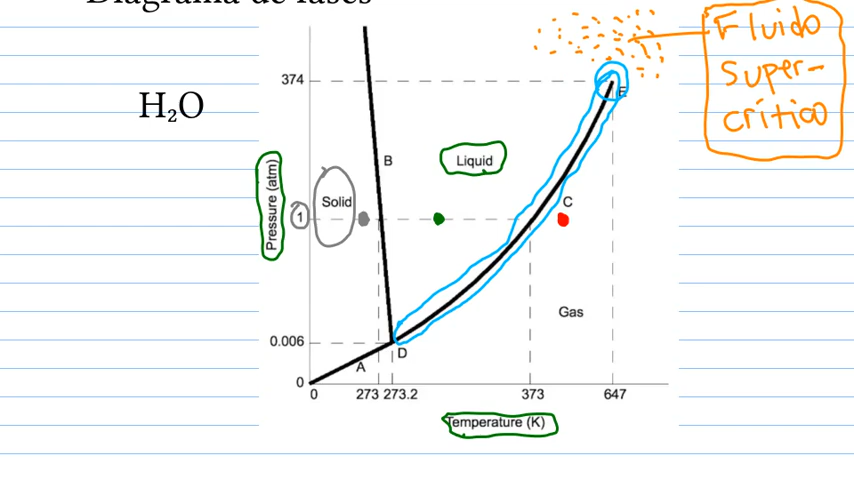 Diagrama de fases
H₂O
Fluido
super-
crítico
374
E
B
Liquid
Solid
C
1
Pressure (atm)
Gas
0.006
D
A
0
0 273 273.2 373 647
Temperature (K)